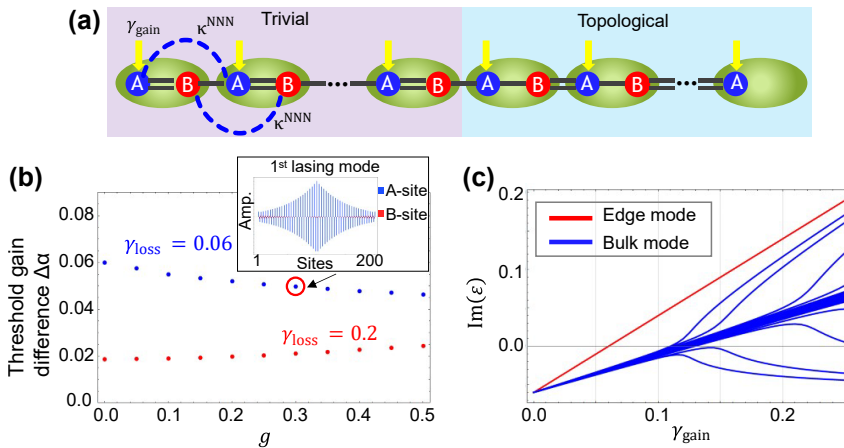 (a)
Trivial
Topological
γgain
κ^NNN
A B A B ... A B A B A B ... A
κ^NNN
(b)
1st lasing mode
Amp.
A-site
B-site
1 Sites 200
Threshold gain
difference Δα
0.08
0.06
0.04
0.02
0.0
γloss = 0.06
γloss = 0.2
0.0 0.1 0.2 0.3 0.4 0.5
g
(c)
Edge mode
Bulk mode
Im(ε)
0.2
0.1
0.0
0.0 0.1 0.2
γgain